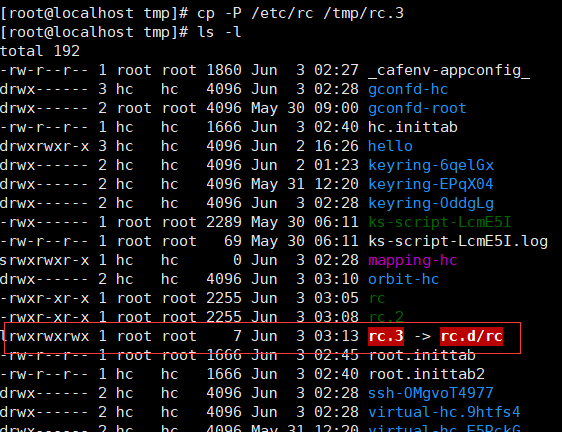 [root@localhost tmp]# cp -P /etc/rc /tmp/rc.3
[root@localhost tmp]# ls -l
total 192
-rw-r--r-- 1 root root 1860 Jun  3 02:27 _cafenv-appconfig_
drwx------ 3 hc   hc   4096 Jun  3 02:28 gconfd-hc
drwx------ 2 root root 4096 May 30 09:00 gconfd-root
-rw-r--r-- 1 hc   hc   1666 Jun  3 02:40 hc.inittab
drwxrwxr-x 3 hc   hc   4096 Jun  2 16:26 hello
drwx------ 2 hc   hc   4096 Jun  2 01:23 keyring-6qelGx
drwx------ 2 hc   hc   4096 May 31 12:20 keyring-EPqX04
drwx------ 2 hc   hc   4096 Jun  3 02:28 keyring-OddgLg
-rwx------ 1 root root 2289 May 30 06:11 ks-script-LcmE5I
-rw-r--r-- 1 root root   69 May 30 06:11 ks-script-LcmE5I.log
srwxrwxr-x 1 hc   hc      0 Jun  3 02:28 mapping-hc
drwx------ 2 hc   hc   4096 Jun  3 03:10 orbit-hc
-rwxr-xr-x 1 root root 2255 Jun  3 03:05 rc
-rwxr-xr-x 1 root root 2255 Jun  3 03:08 rc.2
lrwxrwxrwx 1 root root    7 Jun  3 03:13 rc.3 -> rc.d/rc
-rw-r--r-- 1 root root 1666 Jun  3 02:45 root.inittab
-rw-r--r-- 1 hc   root 1666 Jun  3 02:40 root.inittab2
drwx------ 2 hc   hc   4096 Jun  3 02:28 ssh-OMgvoT4977
drwx------ 2 hc   hc   4096 Jun  3 02:28 virtual-hc.9htfs4
drwx------ 2 hc   hc   4096 May 31 12:20 virtual-hc.E5PckG